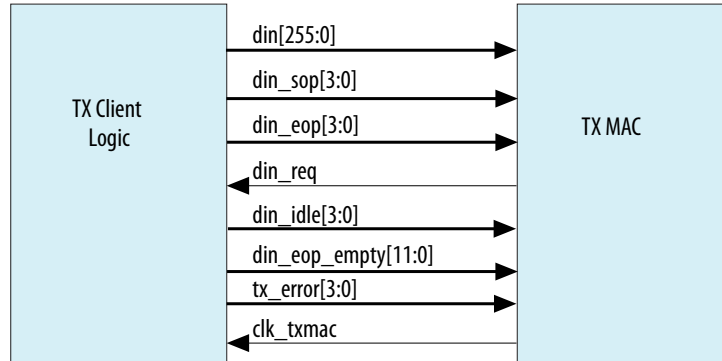 din[255:0]
din_sop[3:0]
TX Client
Logic
din_eop[3:0]
TX MAC
din_req
din_idle[3:0]
din_eop_empty[11:0]
tx_error[3:0]
clk_txmac